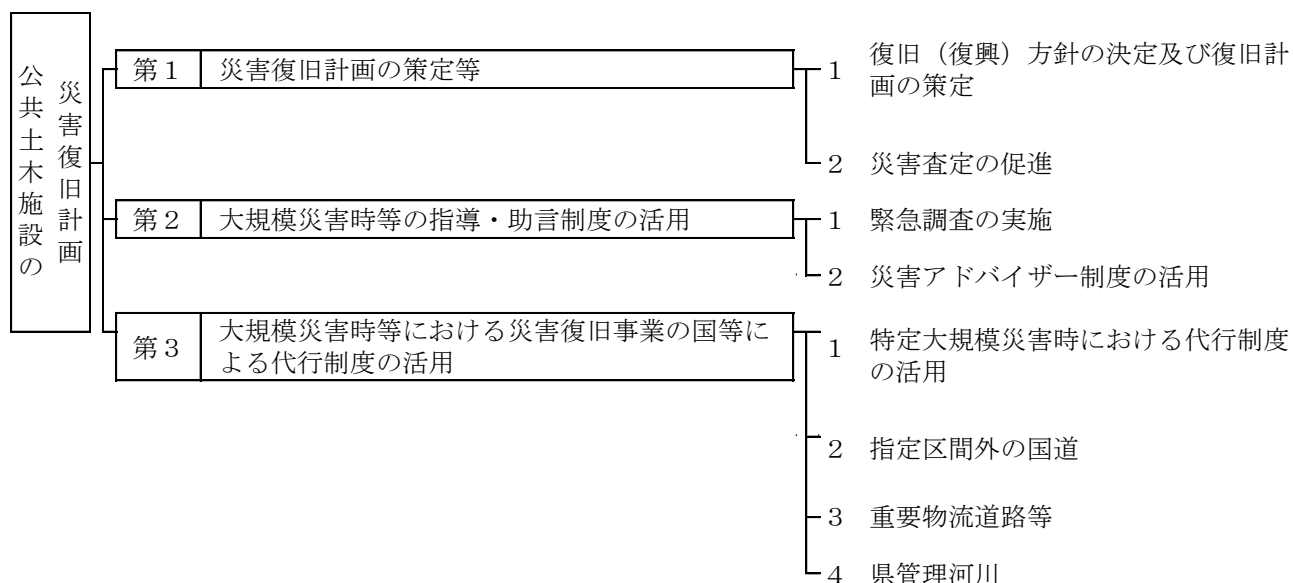 公共土木施設の
災害復旧計画
第１ 災害復旧計画の策定等
１ 復旧（復興）方針の決定及び復旧計
画の策定
２ 災害査定の促進
第２ 大規模災害時等の指導・助言制度の活用
１ 緊急調査の実施
２ 災害アドバイザー制度の活用
第３ 大規模災害時等における災害復旧事業の国等に
よる代行制度の活用
１ 特定大規模災害時における代行制度
の活用
２ 指定区間外の国道
３ 重要物流道路等
４ 県管理河川